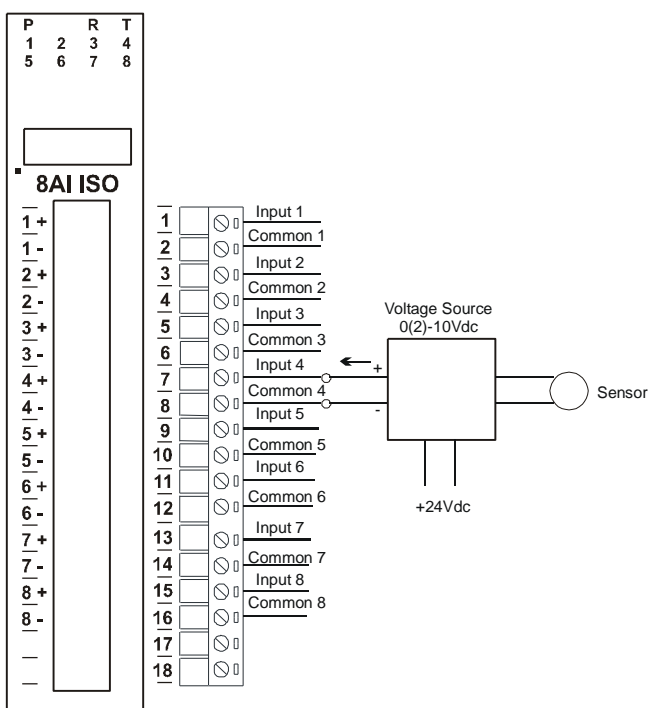 P R T
1 2 3 4
5 6 7 8
8AI ISO
1 +
1 -
2 +
2 -
3 +
3 -
4 +
4 -
5 +
5 -
6 +
6 -
7 +
7 -
8 +
8 -
1 Input 1
2 Common 1
3 Input 2
4 Common 2
5 Input 3
6 Common 3
7 Input 4
8 Common 4
9 Input 5
10 Common 5
11 Input 6
12 Common 6
13 Input 7
14 Common 7
15 Input 8
16 Common 8
17
18
Voltage Source
0(2)-10Vdc
+
-
Sensor
+24Vdc